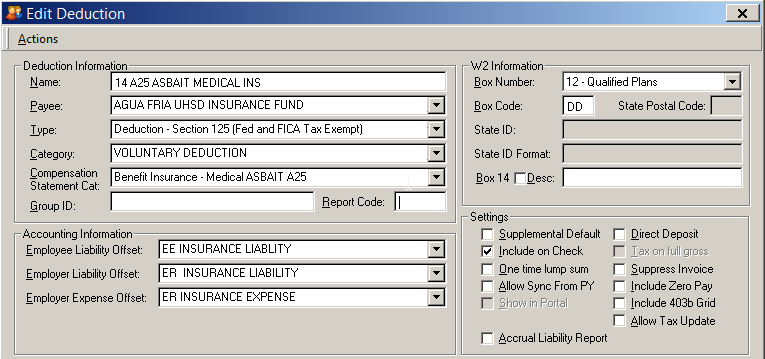 Edit Deduction
Actions
Deduction Information
Name: 14 A25 ASBAIT MEDICAL INS
Payee: AGUA FRIA UHSD INSURANCE FUND
Type: Deduction - Section 125 (Fed and FICA Tax Exempt)
Category: VOLUNTARY DEDUCTION
Compensation
Statement Cat: Benefit Insurance - Medical ASBAIT A25
Group ID: Report Code:
Accounting Information
Employee Liability Offset: EE INSURANCE LIABLITY
Employer Liability Offset: ER INSURANCE LIABILITY
Employer Expense Offset: ER INSURANCE EXPENSE
W2 Information
Box Number: 12 - Qualified Plans
Box Code: DD State Postal Code:
State ID:
State ID Format:
Box 14 Desc:
Settings
Supplemental Default Direct Deposit
Include on Check Tax on full gross
One time lump sum Suppress Invoice
Allow Sync From PY Include Zero Pay
Show in Portal Include 403b Grid
Allow Tax Update
Accrual Liability Report